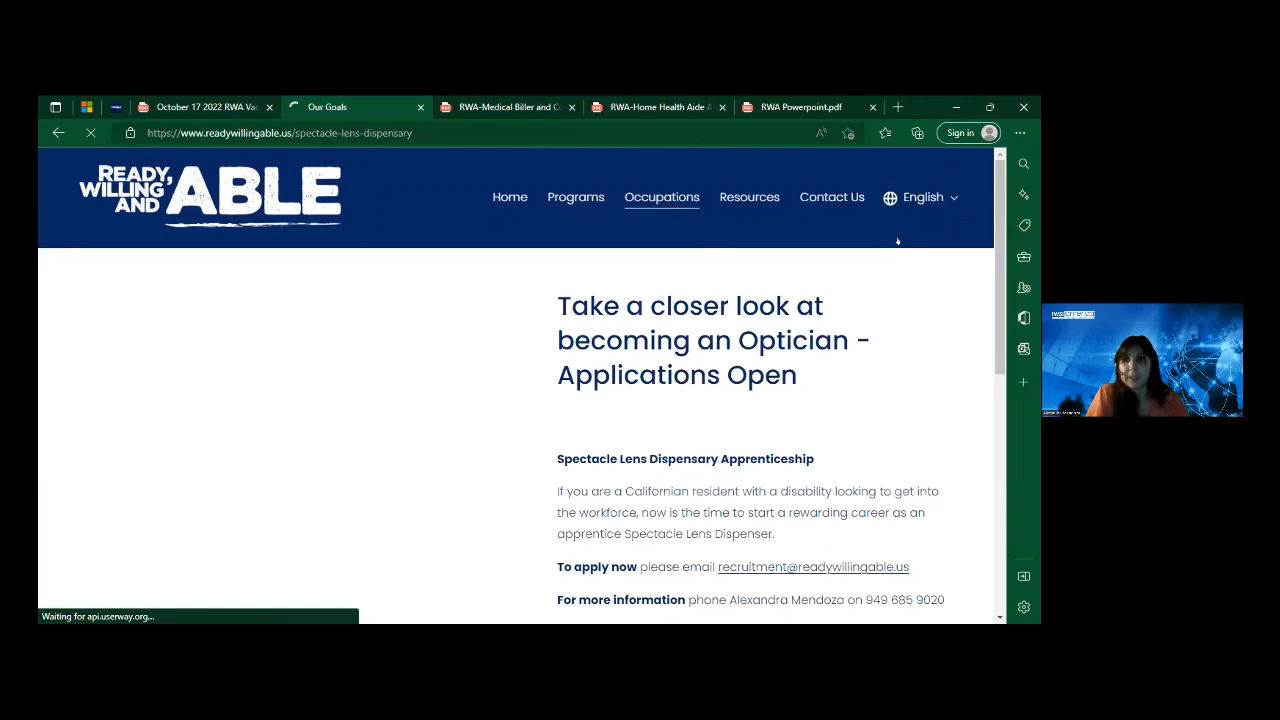 October 17 2022 RWA Va
Our Goals
RWA-Medical Biller and Co
RWA-Home Health Aide A
RWA Powerpoint.pdf
https://www.readywillingable.us/spectacle-lens-dispensary
Sign in
READY,
WILLING
AND ABLE
Home
Programs
Occupations
Resources
Contact Us
English
Take a closer look at
becoming an Optician -
Applications Open
Spectacle Lens Dispensary Apprenticeship
If you are a Californian resident with a disability looking to get into
the workforce, now is the time to start a rewarding career as an
apprentice Spectacle Lens Dispenser.
To apply now please email recruitment@readywillingable.us
For more information phone Alexandra Mendoza on 949 685 9020
Waiting for api.userway.org...
iwsi america
Alexandra Mendoza